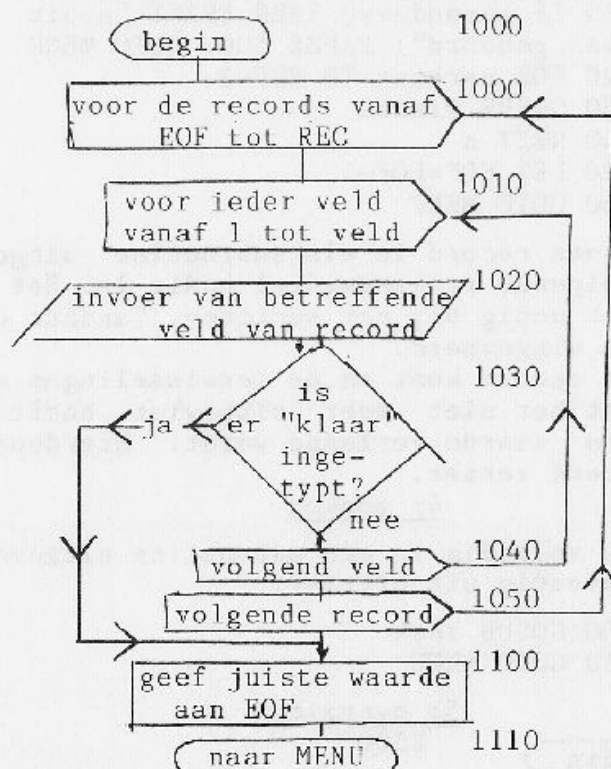 begin
1000
voor de records vanaf
EOF tot REC
1000
voor ieder veld
vanaf 1 tot veld
1010
invoer van betreffende
veld van record
1020
1030
is
ja
er "klaar"
inge-
typt?
nee
volgend veld
1040
volgende record
1050
geef juiste waarde
aan EOF
1100
naar MENU
1110